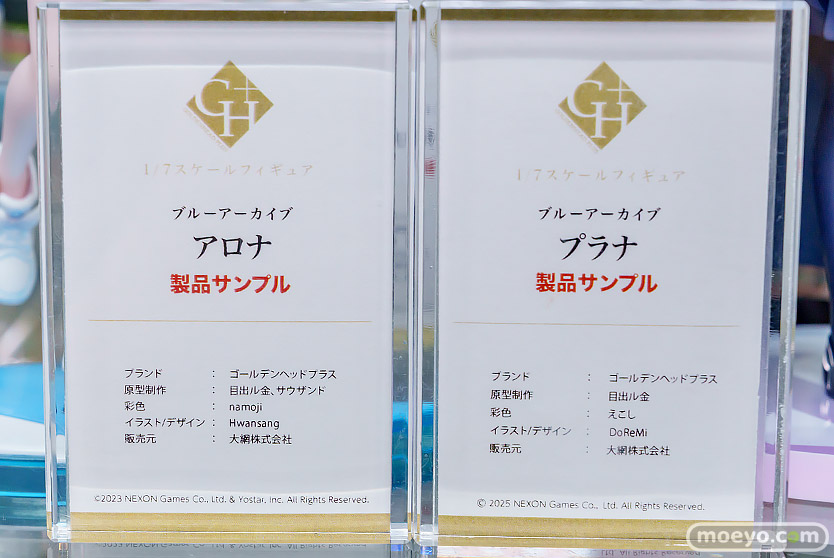 G+H
1/7スケールフィギュア
ブルーアーカイブ
アロナ
製品サンプル
ブランド : ゴールデンヘッドプラス
原型制作 : 目出ル金、サウザンド
彩色 : namoji
イラスト/デザイン : Hwansang
販売元 : 大網株式会社
©2023 NEXON Games Co., Ltd. & Yostar, Inc. All Rights Reserved.
G+H
1/7スケールフィギュア
ブルーアーカイブ
プラナ
製品サンプル
ブランド : ゴールデンヘッドプラス
原型制作 : 目出ル金
彩色 : えこし
イラスト/デザイン : DoReMi
販売元 : 大網株式会社
© 2025 NEXON Games Co., Ltd. All Rights Reserved.
moeyo.com